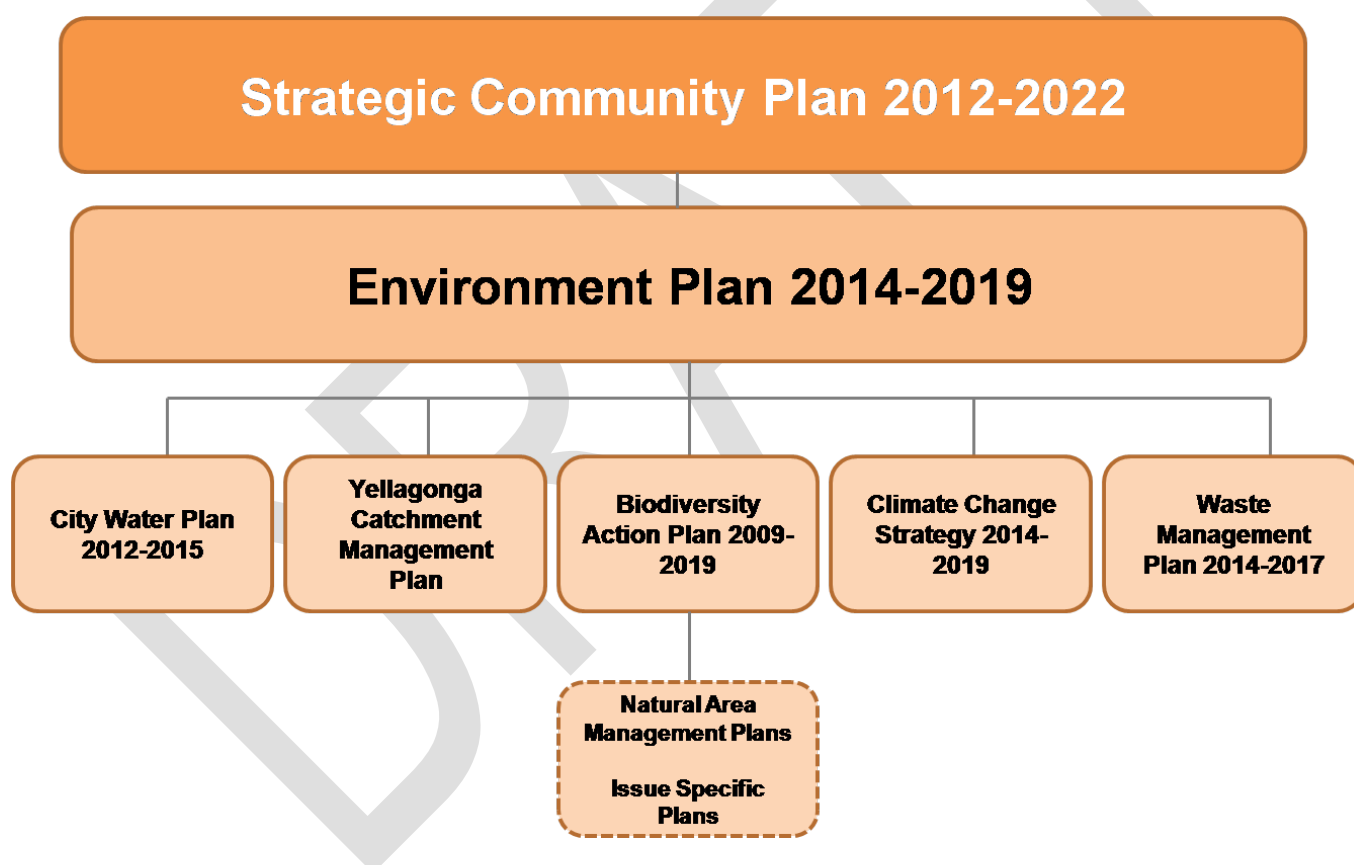 Strategic Community Plan 2012-2022
Environment Plan 2014-2019
City Water Plan
2012-2015
Yellagonga
Catchment
Management
Plan
Biodiversity
Action Plan 2009-
2019
Climate Change
Strategy 2014-
2019
Waste
Management
Plan 2014-2017
Natural Area
Management Plans
Issue Specific
Plans